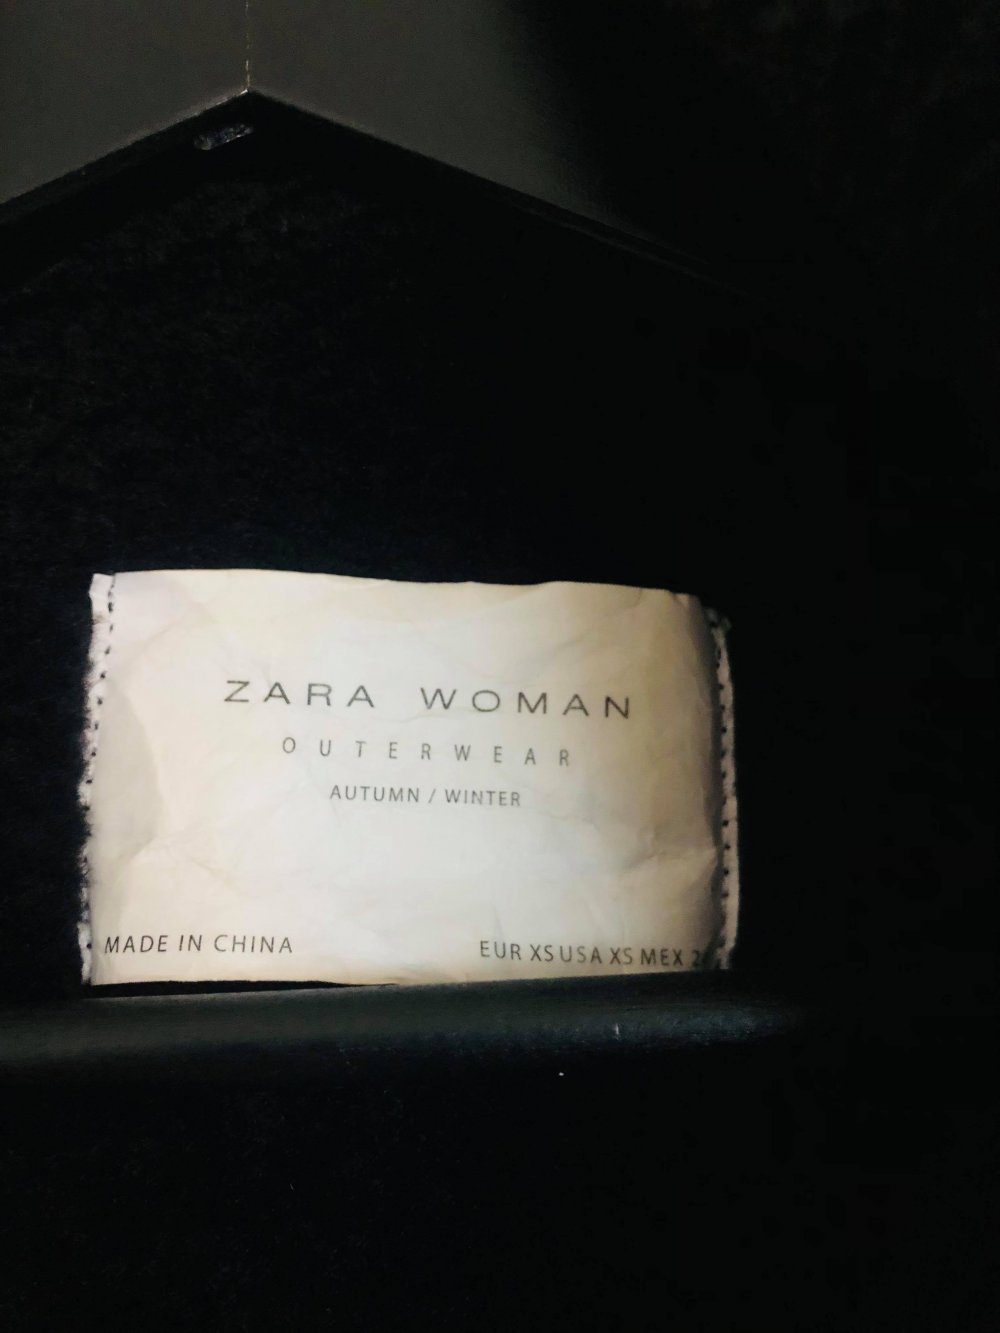 ZARA WOMAN
OUTERWEAR
AUTUMN / WINTER
MADE IN CHINA
EUR XS USA XS MEX